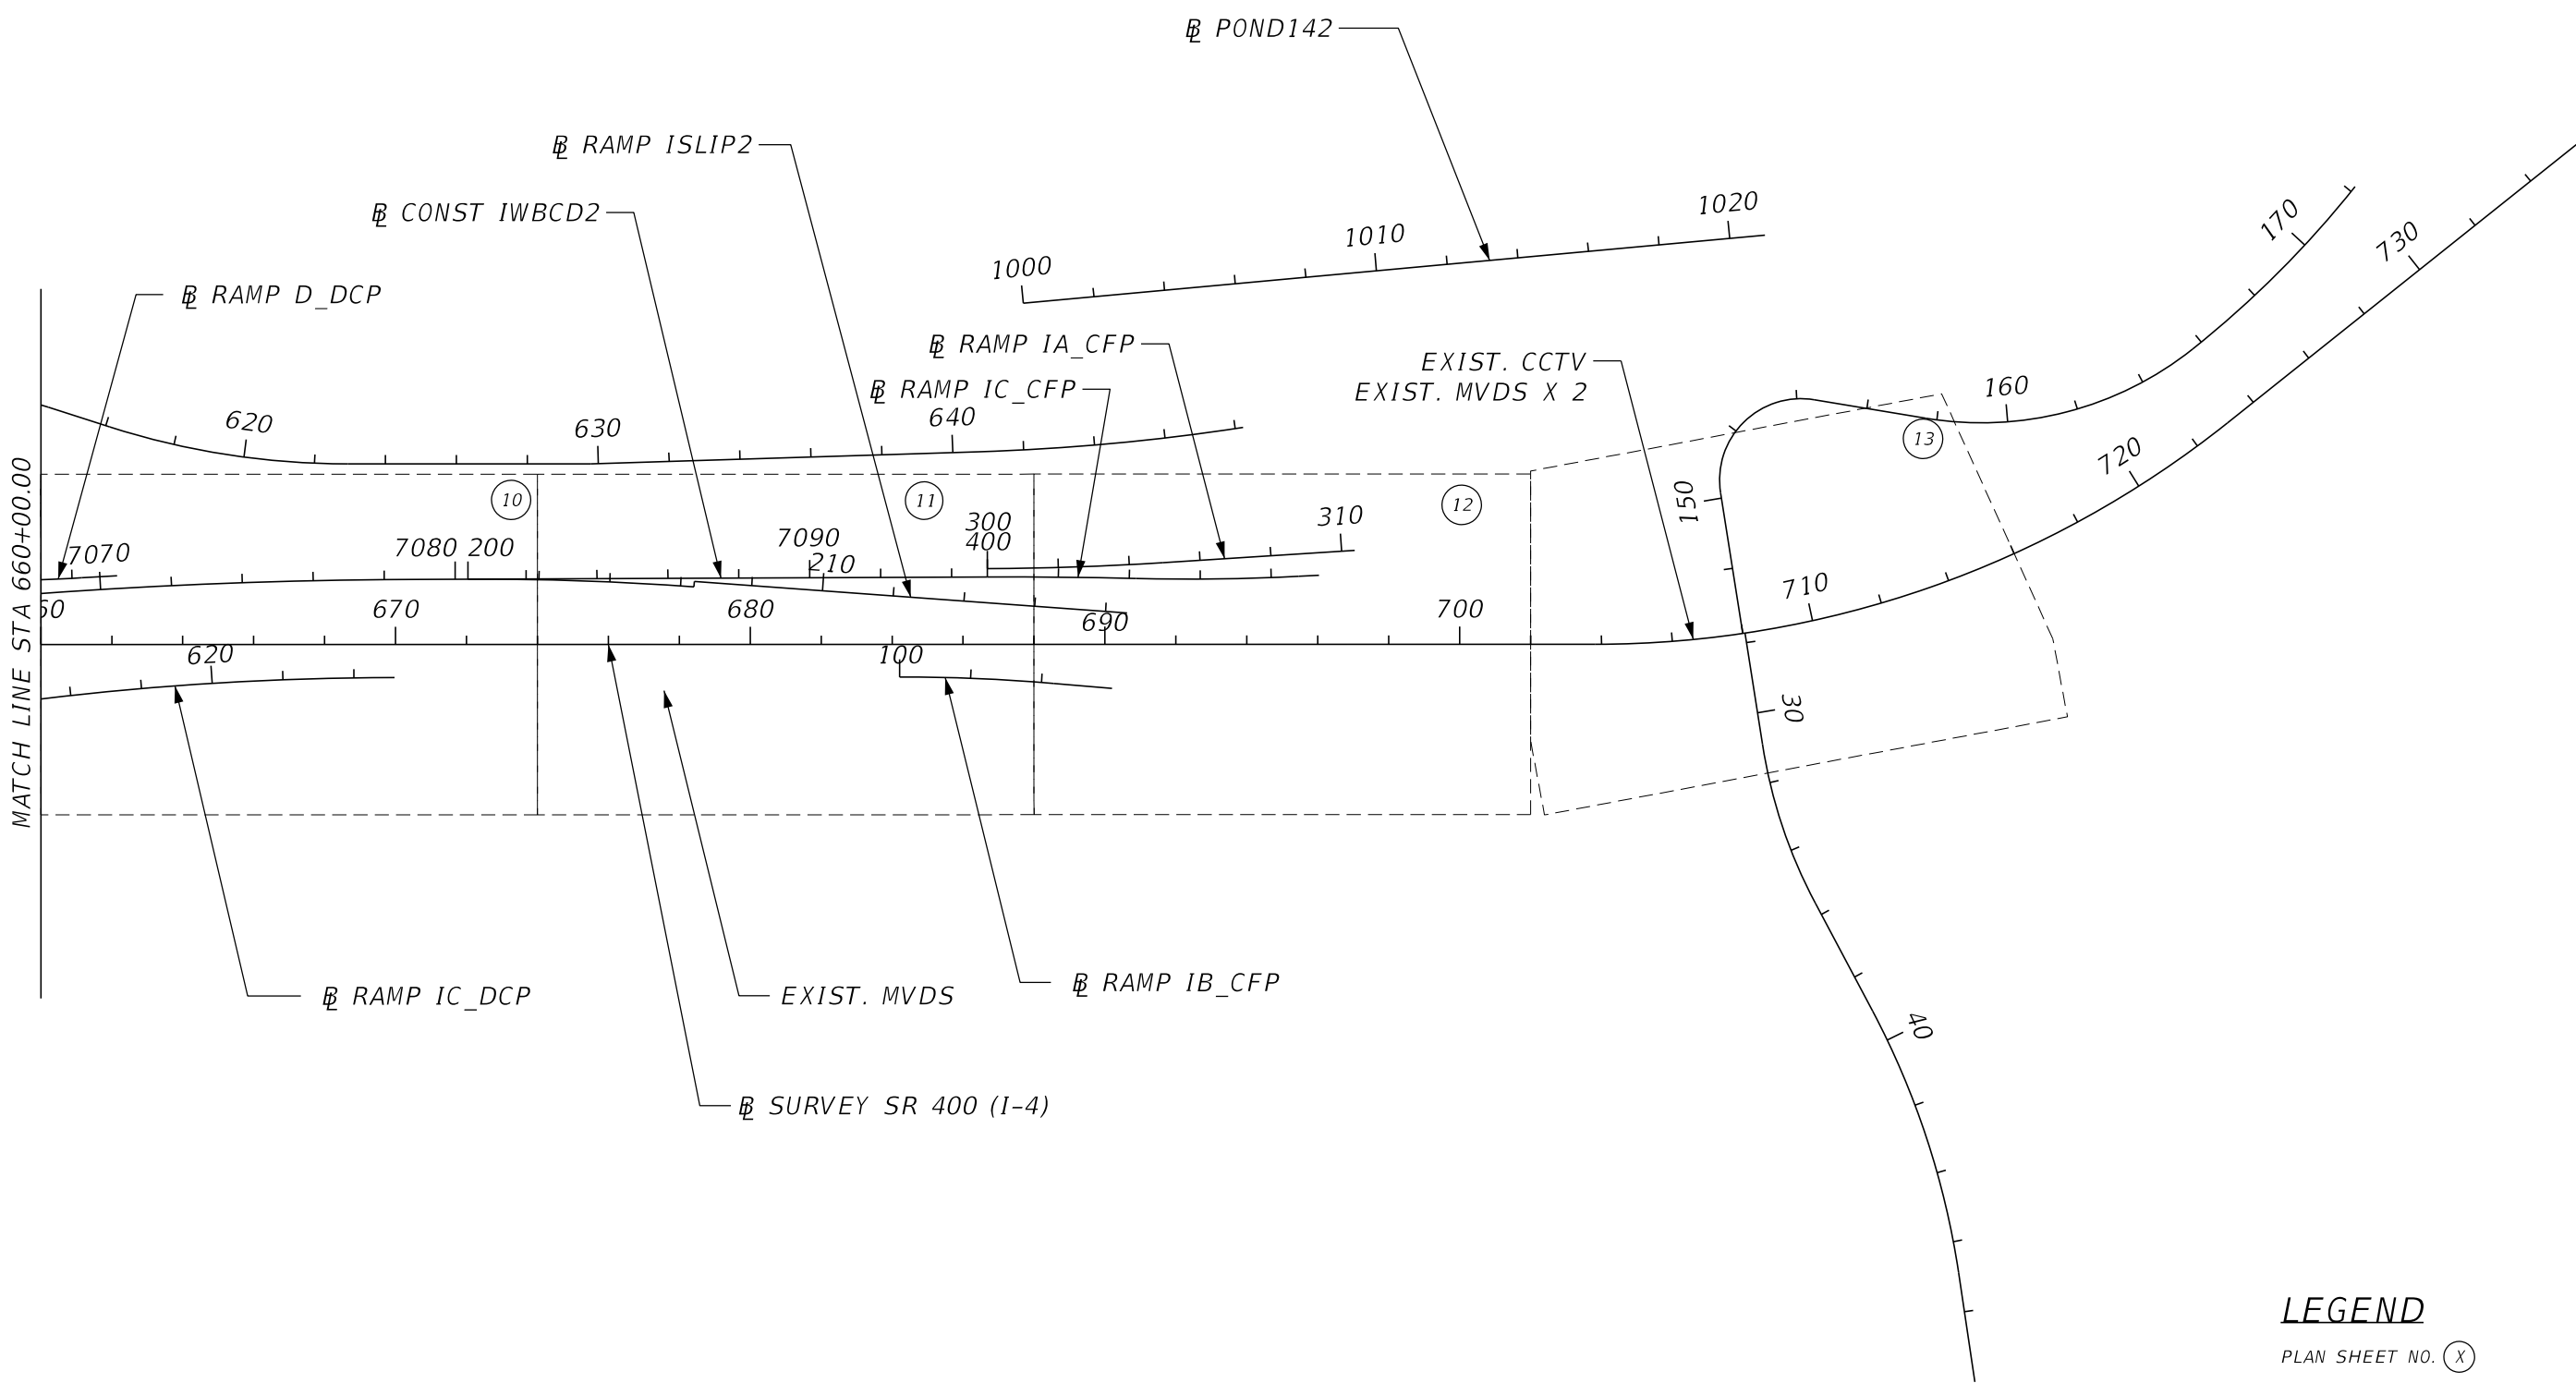 ℄ POND142
℄ RAMP ISLIP2
℄ CONST IWBCD2
℄ RAMP D_DCP
℄ RAMP IA_CFP
℄ RAMP IC_CFP
EXIST. CCTV
EXIST. MVDS X 2
1000
1010
1020
170
730
620
630
640
160
13
720
MATCH LINE STA 660+00.00
10
11
12
150
7070
7080
200
7090
210
300
400
310
60
670
680
690
700
710
620
100
30
℄ RAMP IC_DCP
EXIST. MVDS
℄ RAMP IB_CFP
℄ SURVEY SR 400 (I-4)
40
LEGEND
PLAN SHEET NO. X